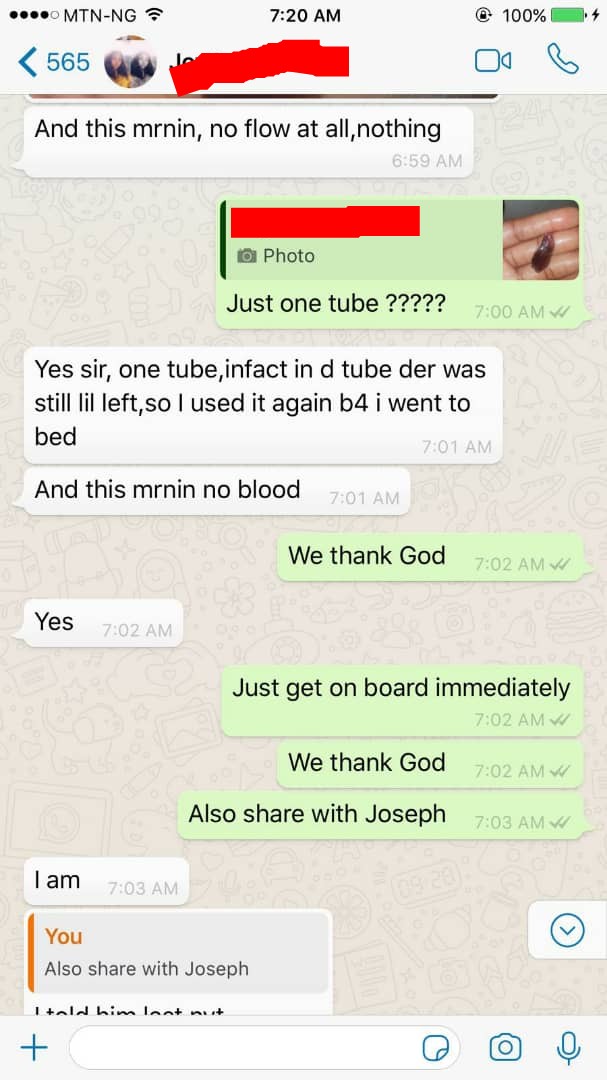 MTN-NG
7:20 AM
100%
565
And this mrnin, no flow at all,nothing
6:59 AM
Photo
Just one tube ?????
7:00 AM
Yes sir, one tube,infact in d tube der was
still lil left,so I used it again b4 i went to
bed
7:01 AM
And this mrnin no blood
7:01 AM
We thank God
7:02 AM
Yes
7:02 AM
Just get on board immediately
7:02 AM
We thank God
7:02 AM
Also share with Joseph
7:03 AM
I am
7:03 AM
You
Also share with Joseph
I told him last nyt